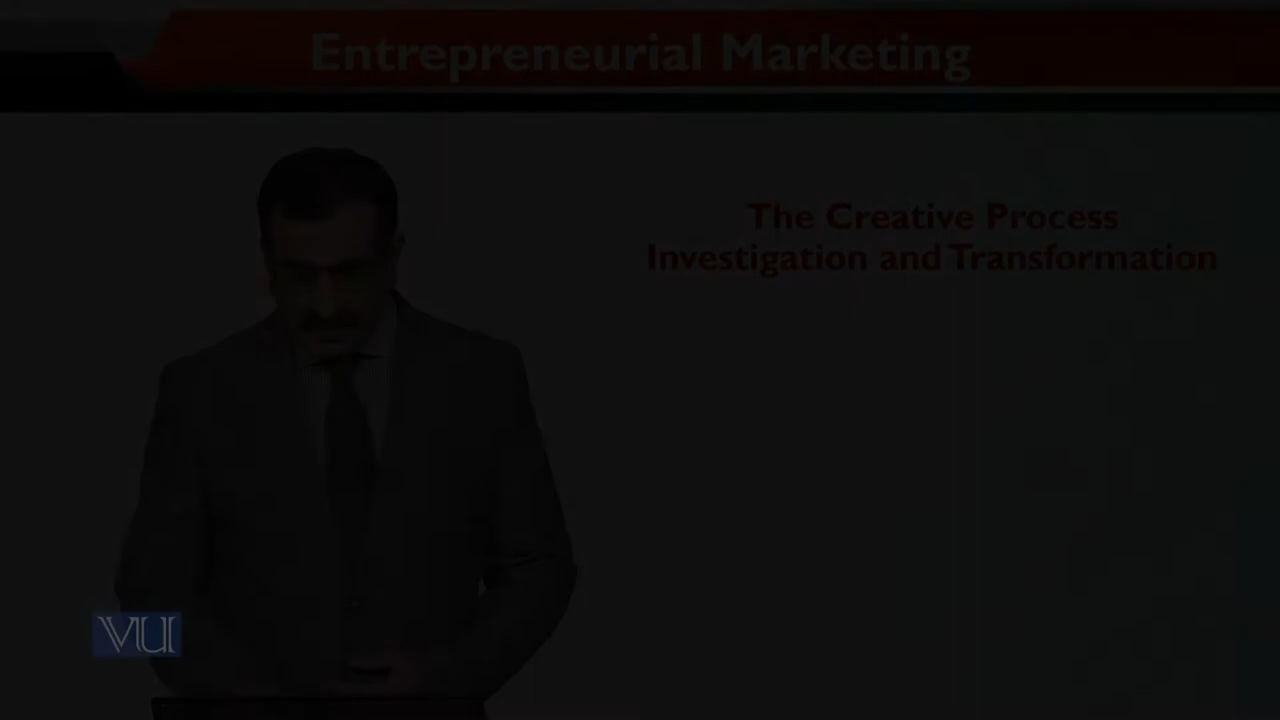 Entrepreneurial Marketing
The Creative Process
Investigation and Transformation
VU